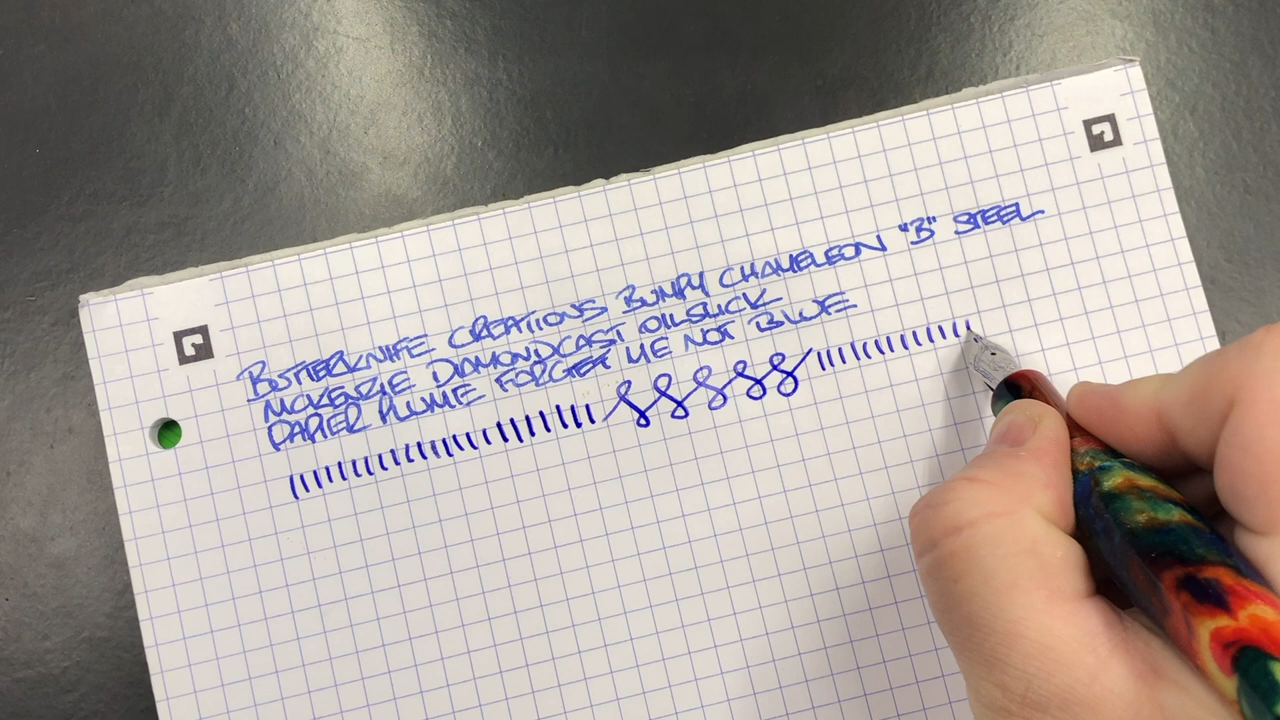 BUTTERKNIFE CREATIONS BUMPY CHAMELEON "B" STEEL
MCKENZIE DIAMONDCAST OILSLICK
PAPIER PLUME FORGET ME NOT BLUE